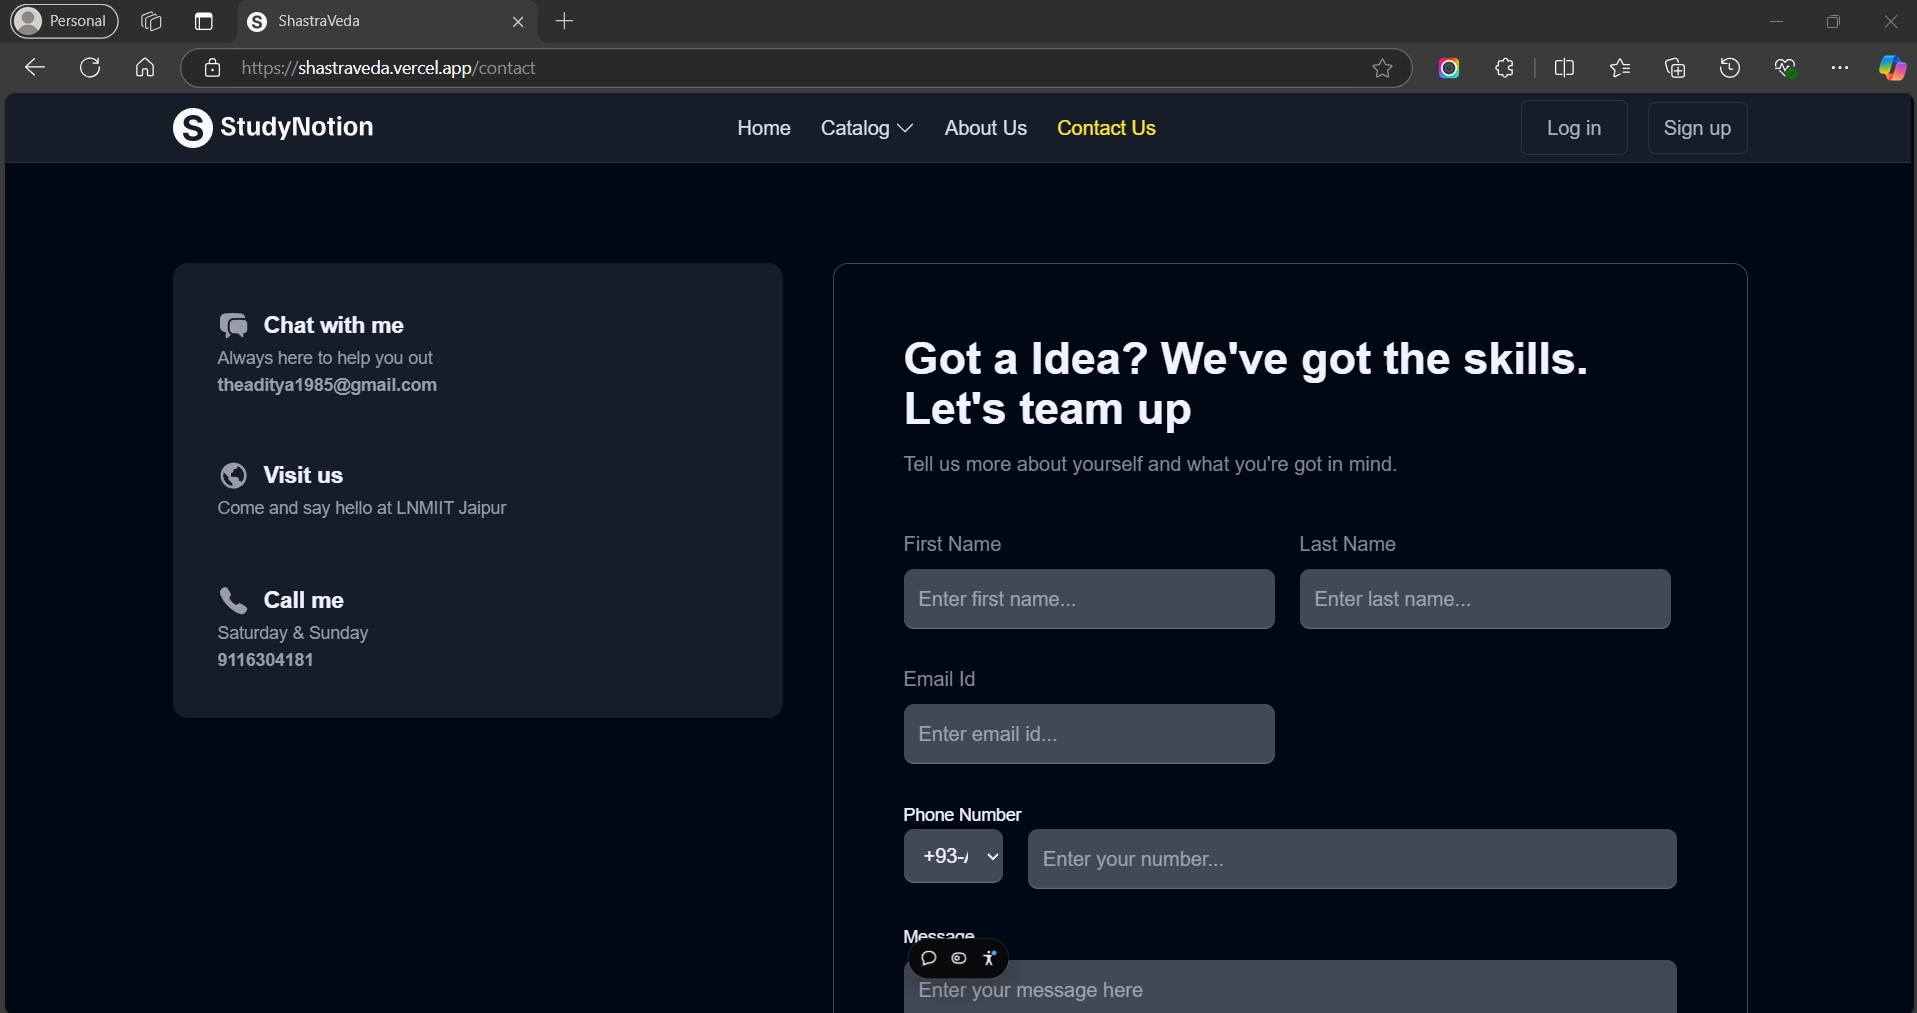 Personal
ShastraVeda
https://shastraveda.vercel.app/contact
StudyNotion
Home Catalog About Us Contact Us
Log in Sign up
Chat with me
Always here to help you out
theaditya1985@gmail.com
Visit us
Come and say hello at LNMIIT Jaipur
Call me
Saturday & Sunday
9116304181
Got a Idea? We've got the skills.
Let's team up
Tell us more about yourself and what you're got in mind.
First Name Last Name
Enter first name... Enter last name...
Email Id
Enter email id...
Phone Number
+93-
Enter your number...
Message
Enter your message here